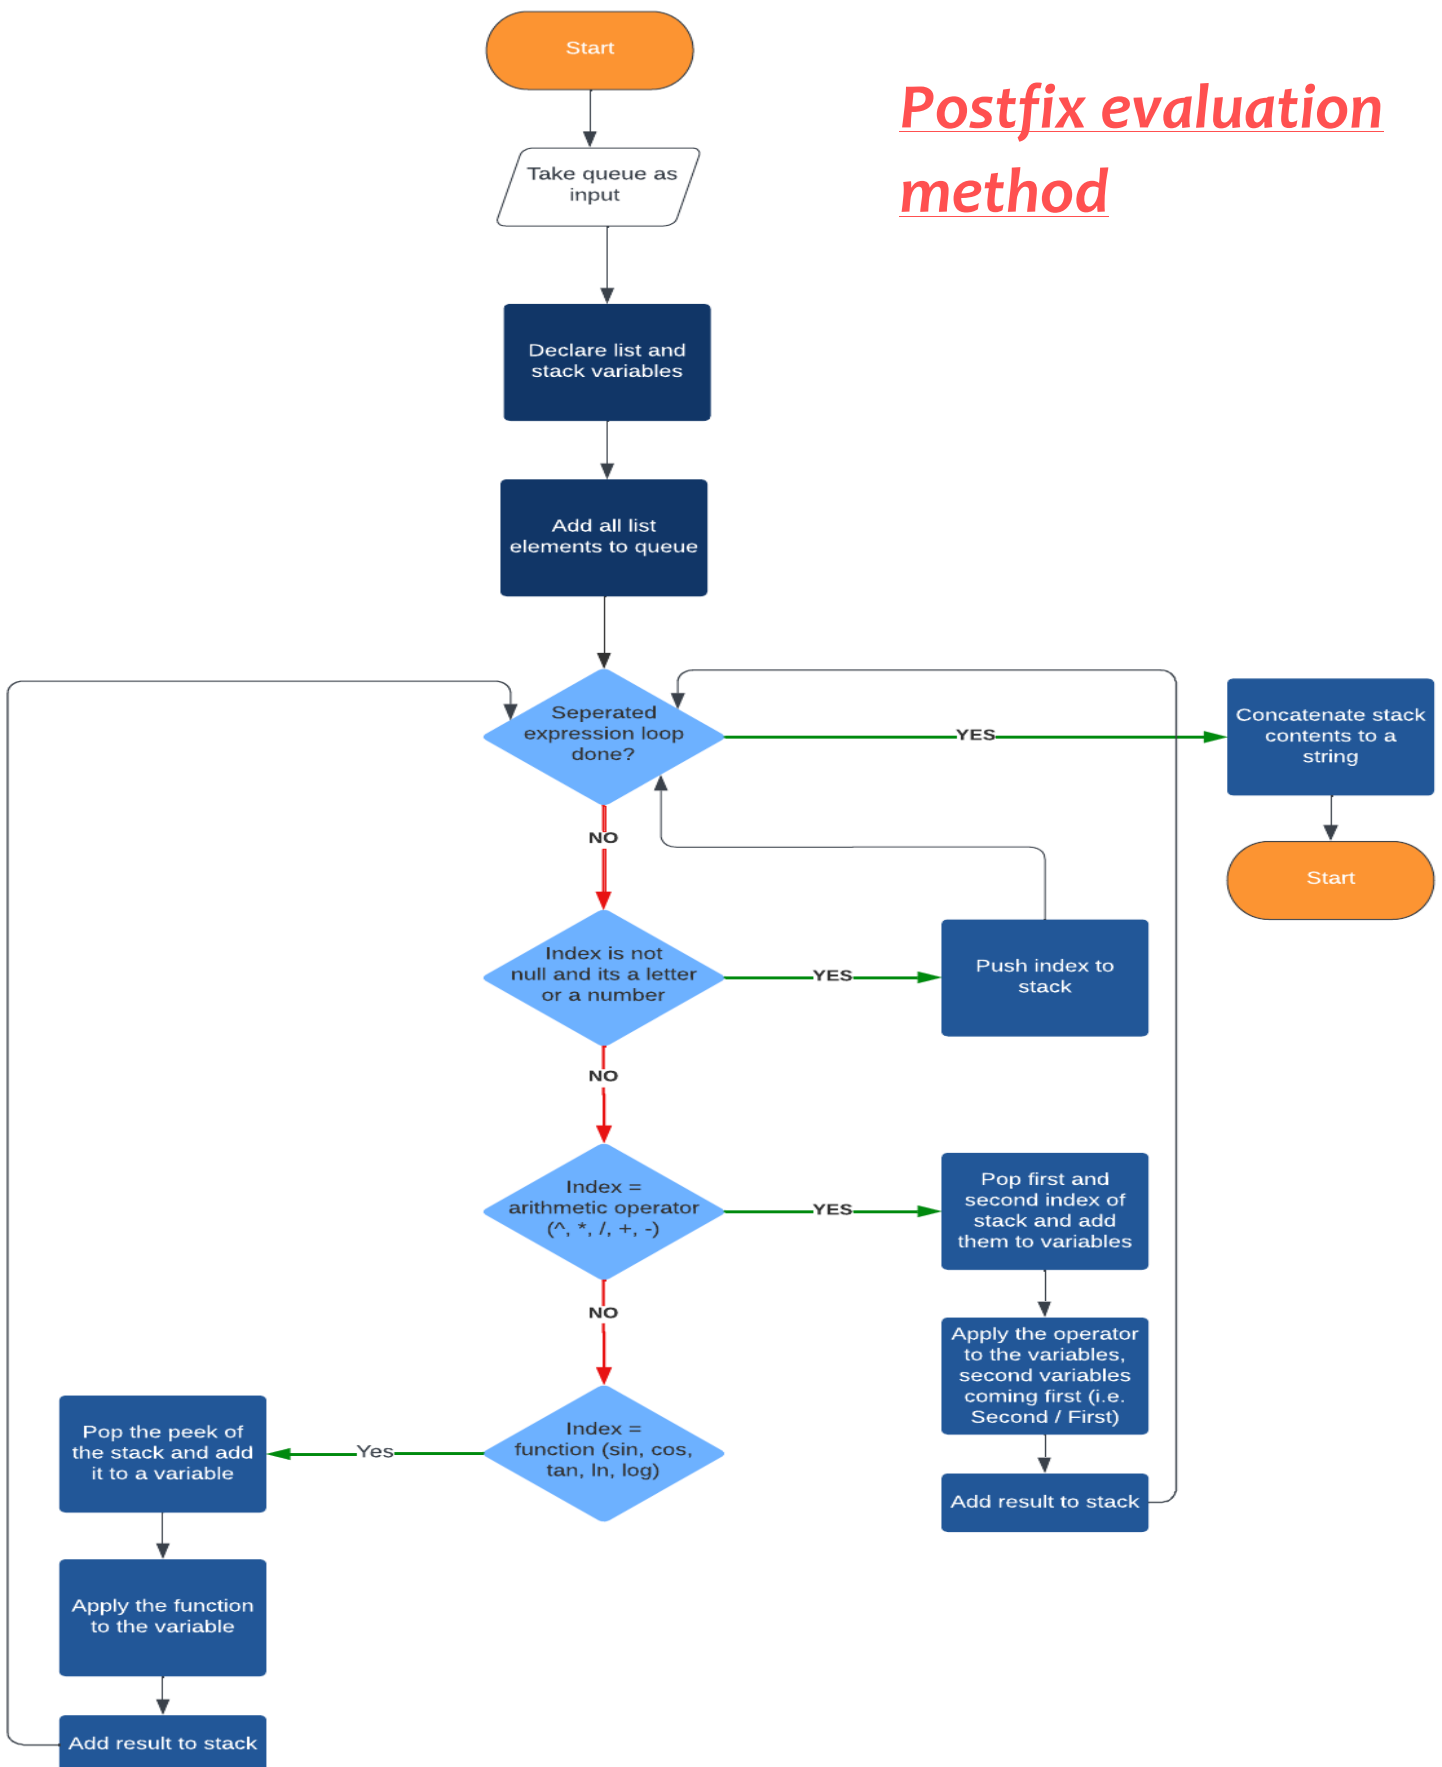 Start
Postfix evaluation
method
Take queue as
input
Declare list and
stack variables
Add all list
elements to queue
Seperated
expression loop
done?
YES
Concatenate stack
contents to a
string
NO
Start
Index is not
null and its a letter
or a number
YES
Push index to
stack
NO
Index =
arithmetic operator
(^, *, /, +, -)
YES
Pop first and
second index of
stack and add
them to variables
NO
Apply the operator
to the variables,
second variables
coming first (i.e.
Second / First)
Add result to stack
Index =
function (sin, cos,
tan, ln, log)
Yes
Pop the peek of
the stack and add
it to a variable
Apply the function
to the variable
Add result to stack